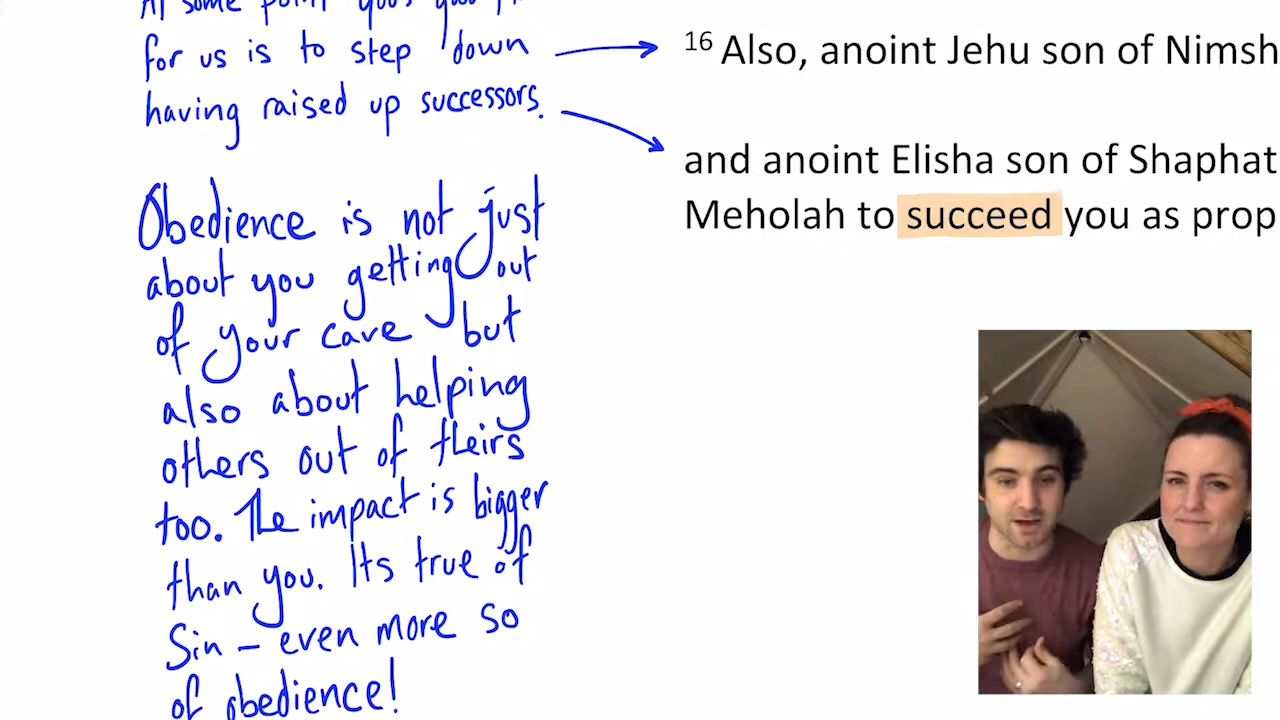 At some point
for us is to step down
having raised up successors.
Obedience is not just
about you getting out
of your cave but
also about helping
others out of theirs
too. The impact is bigger
than you. Its true of
Sin – even more so
of obedience!
16 Also, anoint Jehu son of Nimsh
and anoint Elisha son of Shaphat
Meholah to succeed you as prop